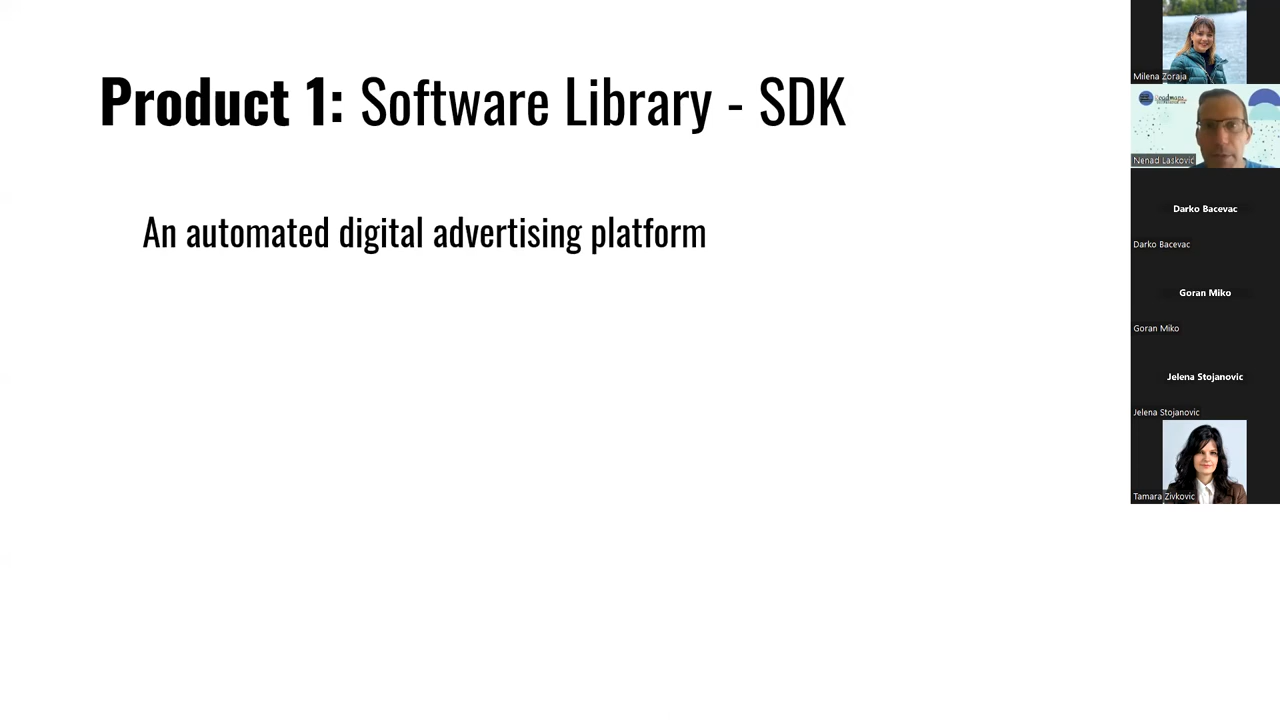 Product 1: Software Library - SDK
An automated digital advertising platform
Milena Zoraja
Nenad Laskovic
Darko Bacevac
Darko Bacevac
Goran Miko
Goran Miko
Jelena Stojanovic
Jelena Stojanovic
Tamara Zivkovic